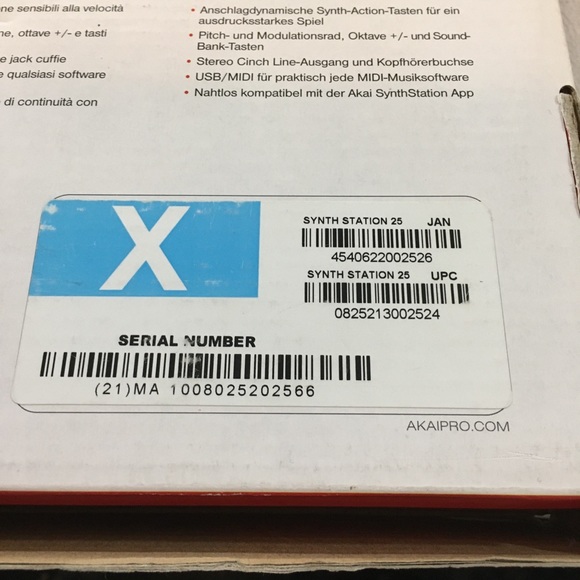 ne sensibili alla velocità
ne, ottave +/- e tasti
e jack cuffie
e qualsiasi software
di continuità con
• Anschlagdynamische Synth-Action-Tasten für ein
ausdrucksstarkes Spiel
• Pitch- und Modulationsrad, Oktave +/- und Sound-
Bank-Tasten
• Stereo Cinch Line-Ausgang und Kopfhörerbuchse
• USB/MIDI für praktisch jede MIDI-Musiksoftware
• Nahtlos kompatibel mit der Akai SynthStation App
X
SYNTH STATION 25 JAN
4540622002526
SYNTH STATION 25 UPC
0825213002524
SERIAL NUMBER
(21)MA 1008025202566
AKAIPRO.COM